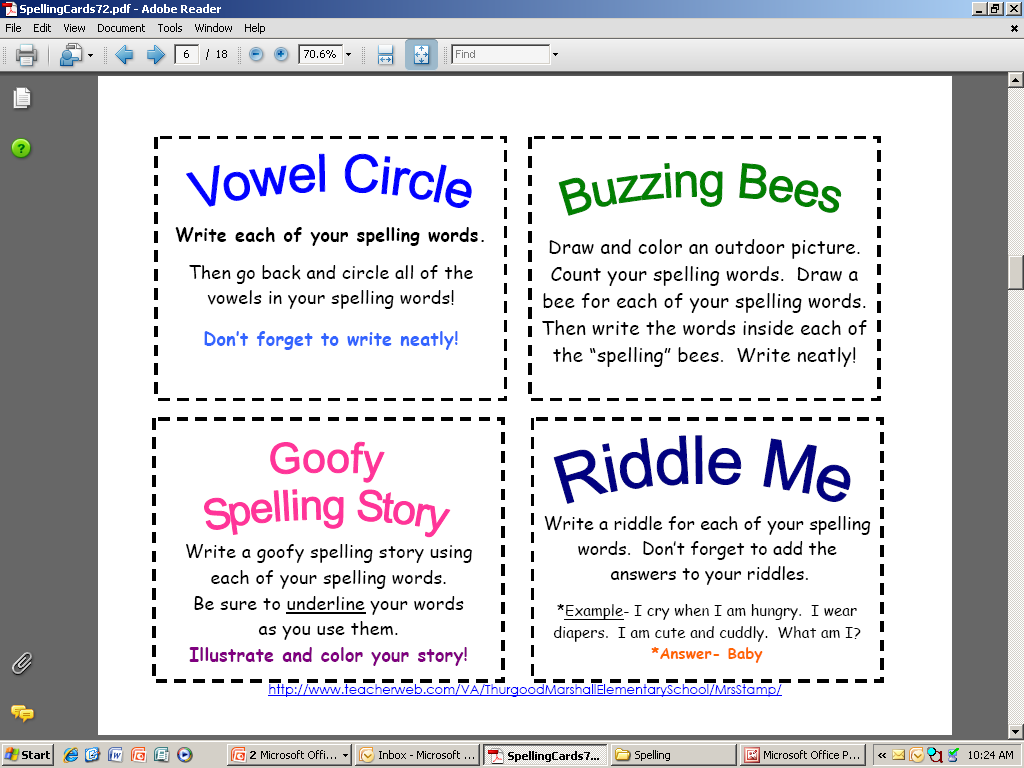 SpellingCards72.pdf - Adobe Reader
File Edit View Document Tools Window Help
6 / 18 70.6% Find
Vowel Circle
Write each of your spelling words.
Then go back and circle all of the
vowels in your spelling words!
Don't forget to write neatly!
Buzzing Bees
Draw and color an outdoor picture.
Count your spelling words. Draw a
bee for each of your spelling words.
Then write the words inside each of
the “spelling” bees. Write neatly!
Goofy
Spelling Story
Write a goofy spelling story using
each of your spelling words.
Be sure to underline your words
as you use them.
Illustrate and color your story!
Riddle Me
Write a riddle for each of your spelling
words. Don't forget to add the
answers to your riddles.
*Example- I cry when I am hungry. I wear
diapers. I am cute and cuddly. What am I?
*Answer- Baby
http://www.teacherweb.com/VA/ThurgoodMarshallElementarySchool/MrsStamp/
Start 2 Microsoft Offi... Inbox - Microsoft ... SpellingCards7... Spelling Microsoft Office P... « 10:24 AM